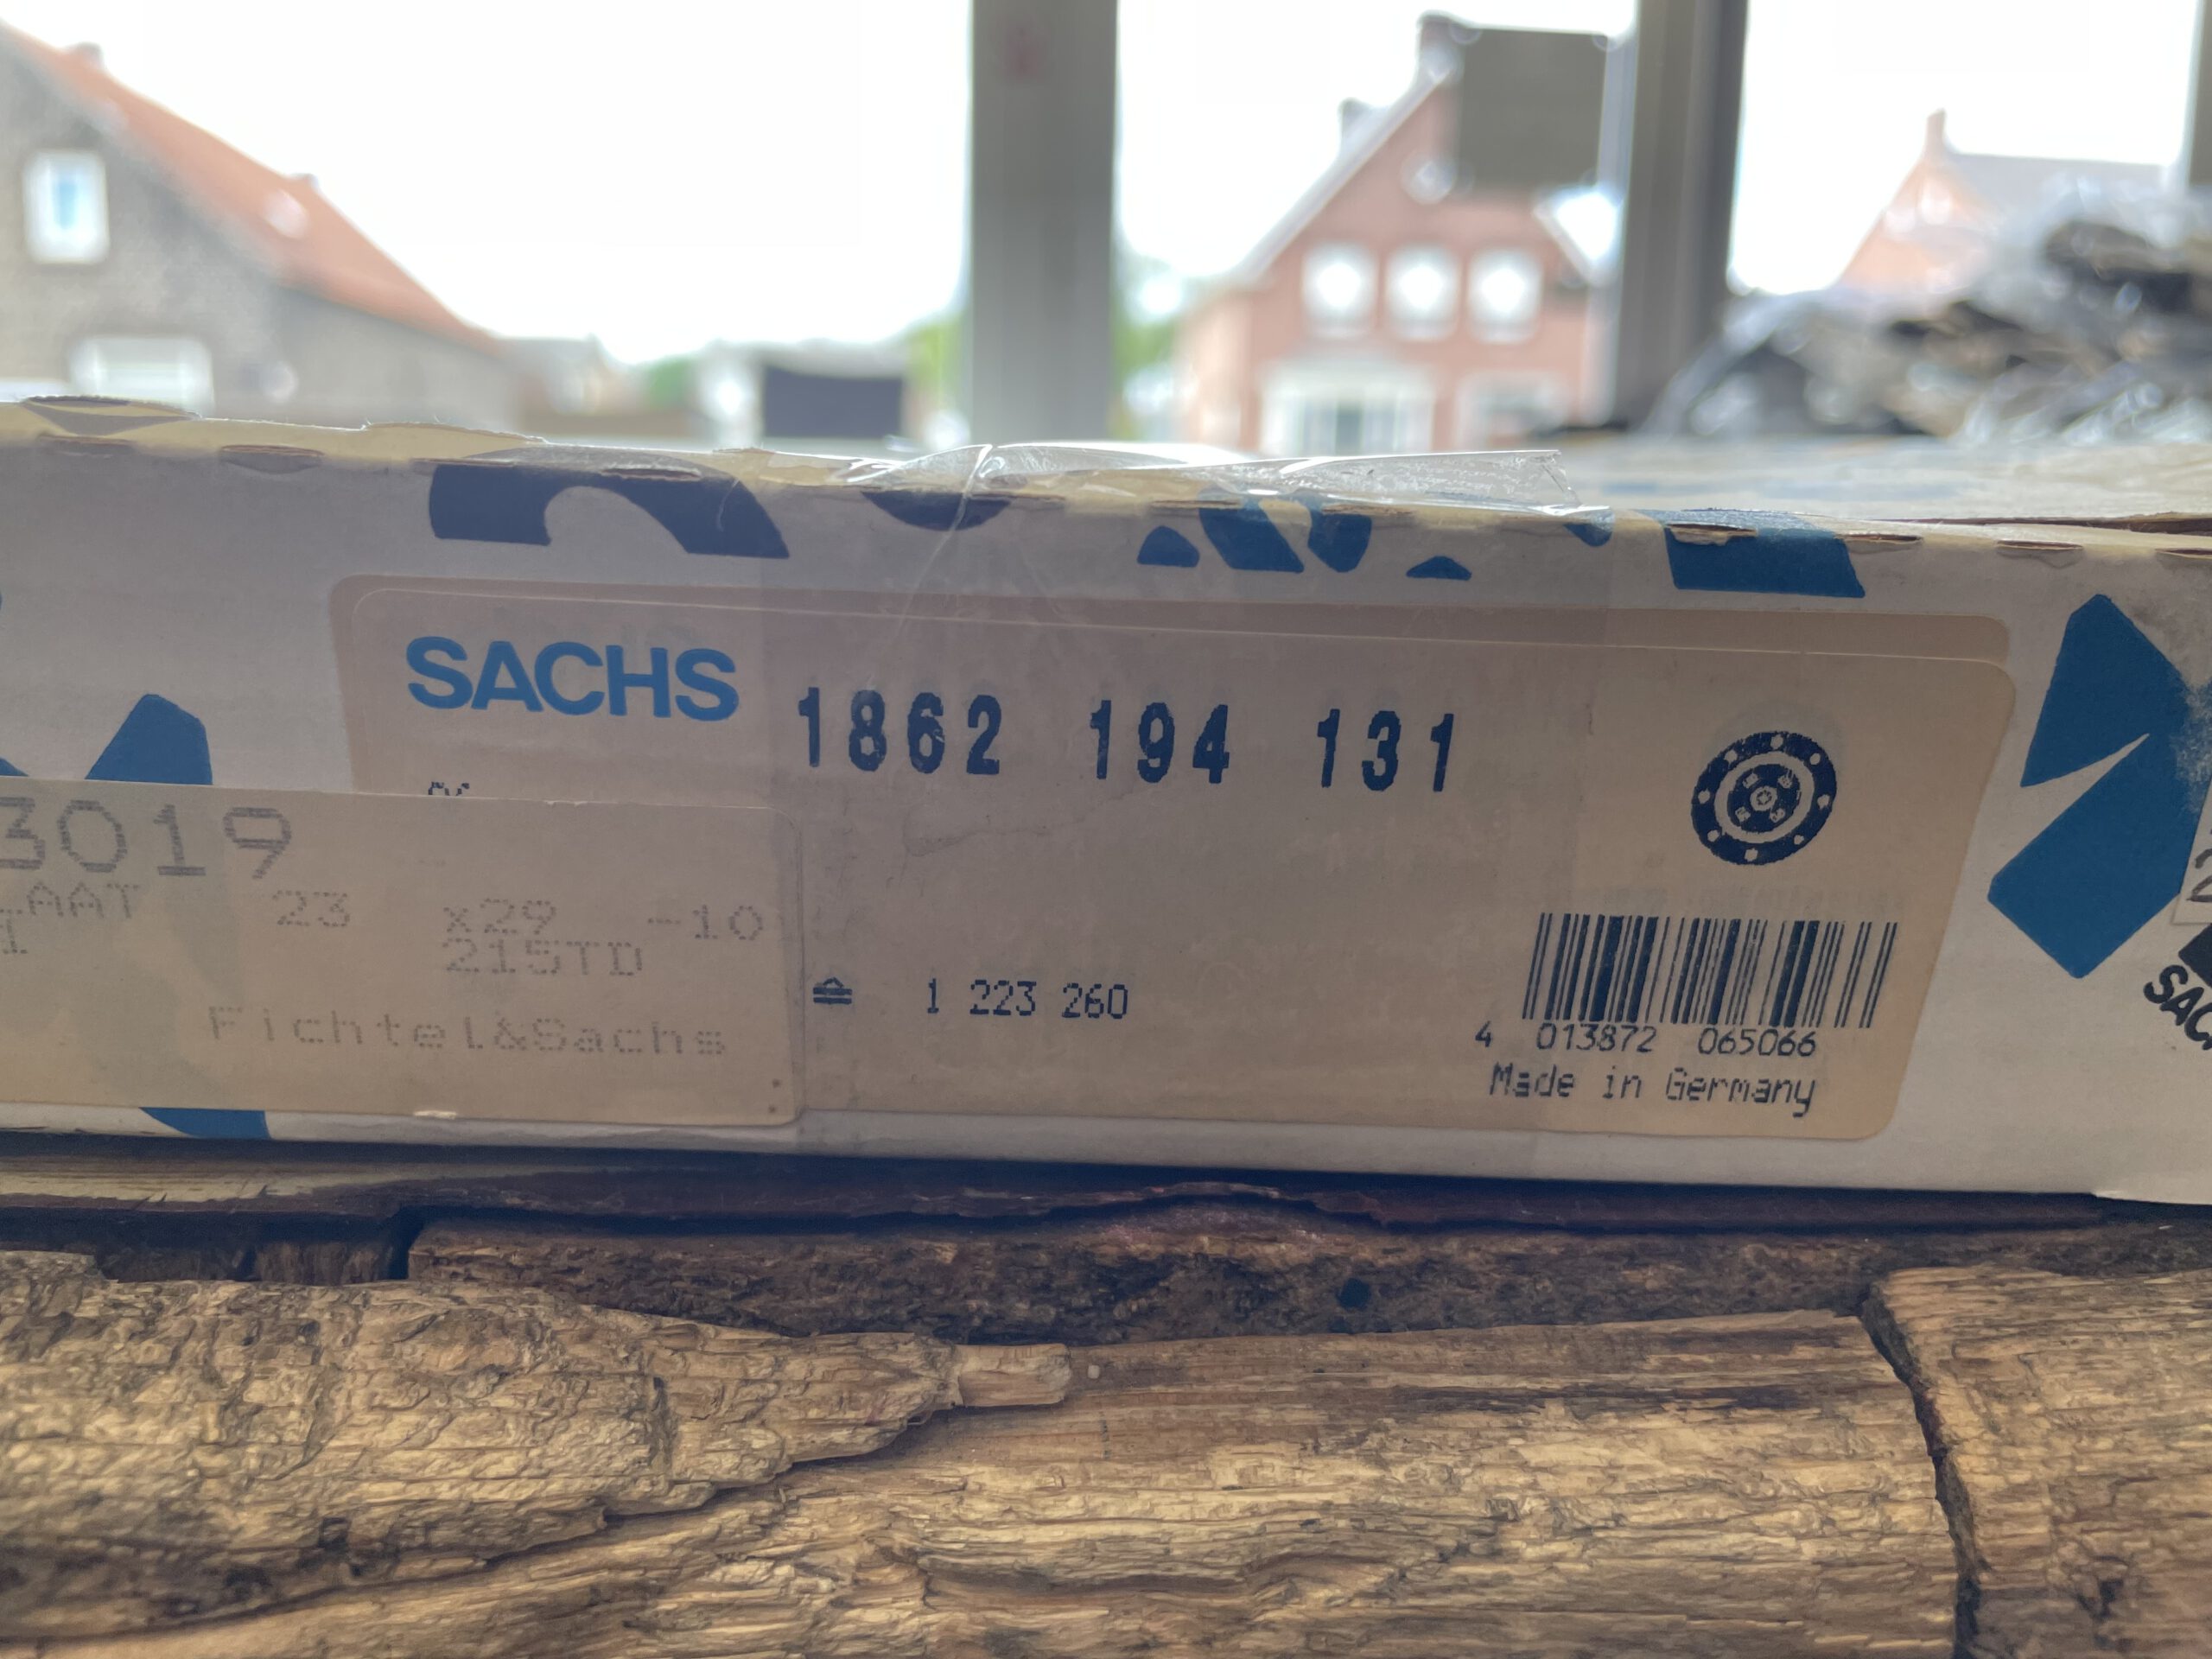 SACHS
1862 194 131
3019
23 x29 -10
215TD
Fichtel&Sachs
≙ 1 223 260
4 013872 065066
Made in Germany